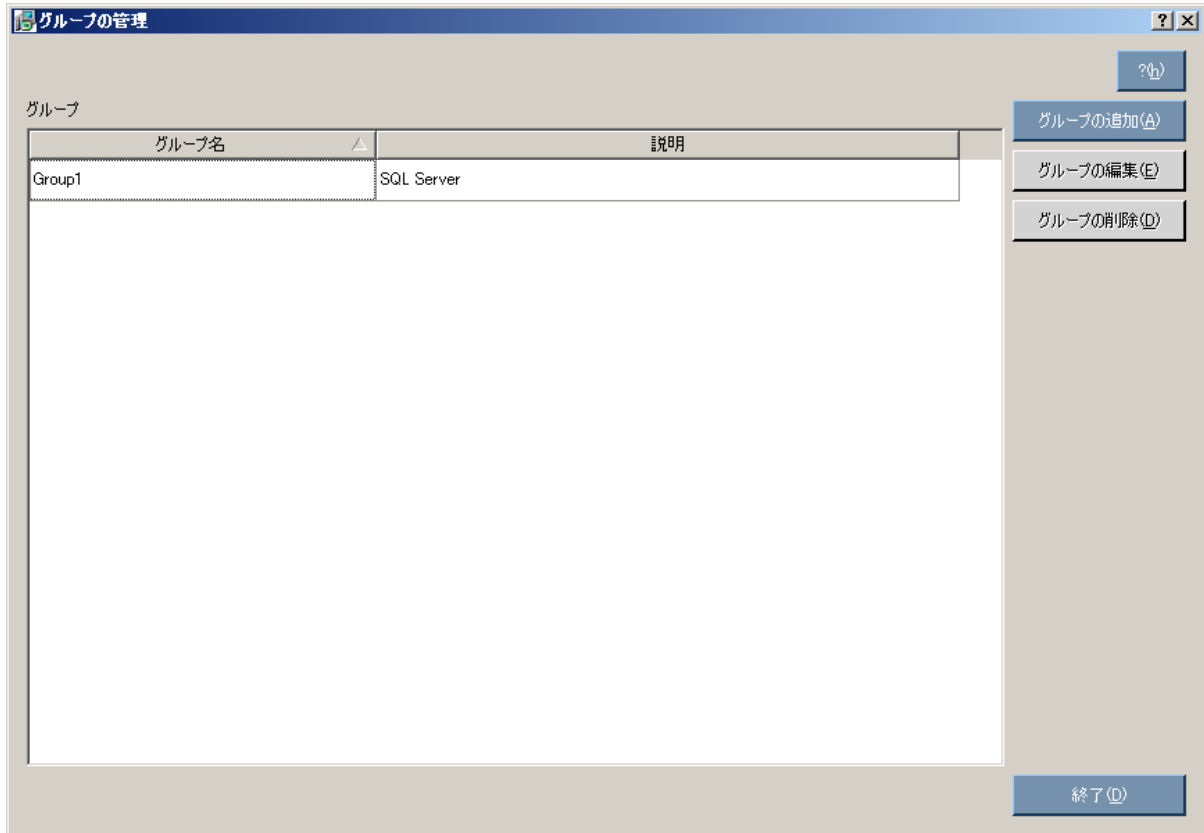 グループの管理
?(h)
グループ
グループの追加(A)
グループ名 説明
Group1 SQL Server
グループの編集(E)
グループの削除(D)
終了(D)